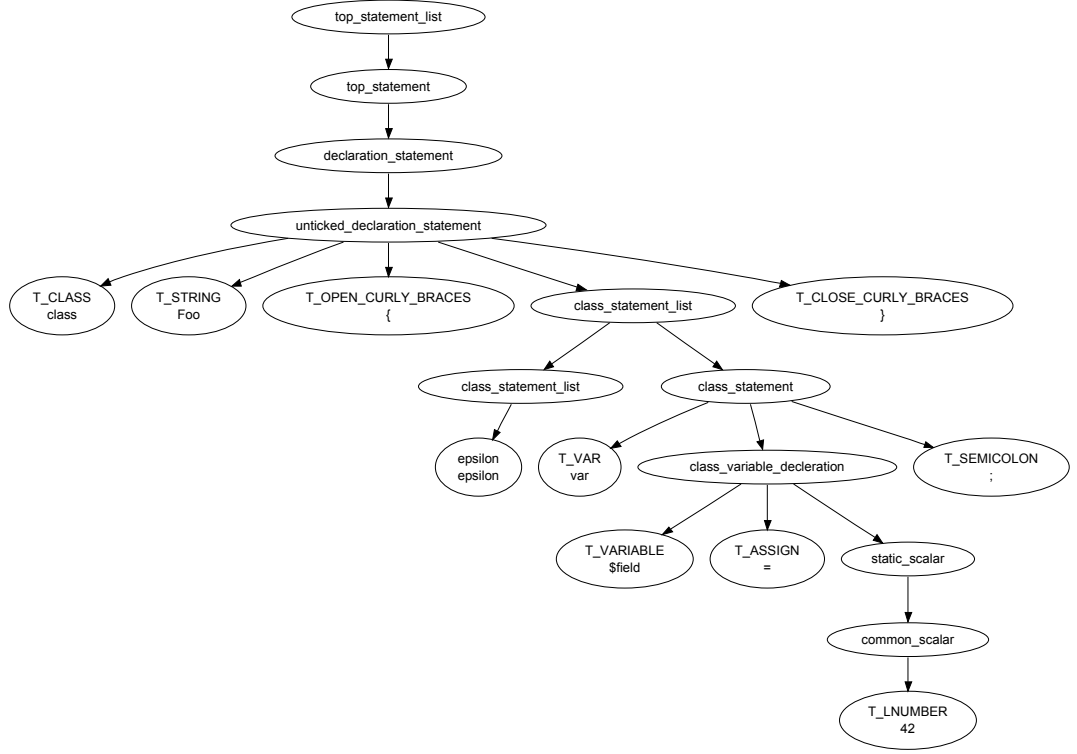 top_statement_list
top_statement
declaration_statement
unticked_declaration_statement
T_CLASS
class
T_STRING
Foo
T_OPEN_CURLY_BRACES
{
class_statement_list
T_CLOSE_CURLY_BRACES
}
class_statement_list
class_statement
epsilon
epsilon
T_VAR
var
class_variable_decleration
T_SEMICOLON
;
T_VARIABLE
$field
T_ASSIGN
=
static_scalar
common_scalar
T_LNUMBER
42